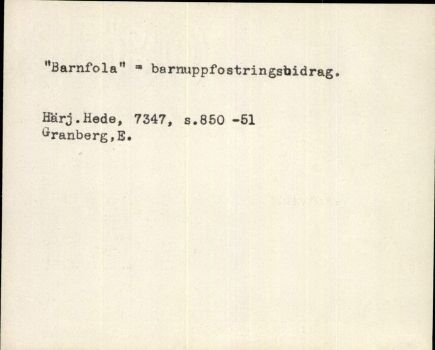 "Barnfola" = barnuppfostringsbidrag.
Härj.Hede, 7347, s.850 -51
Granberg,E.